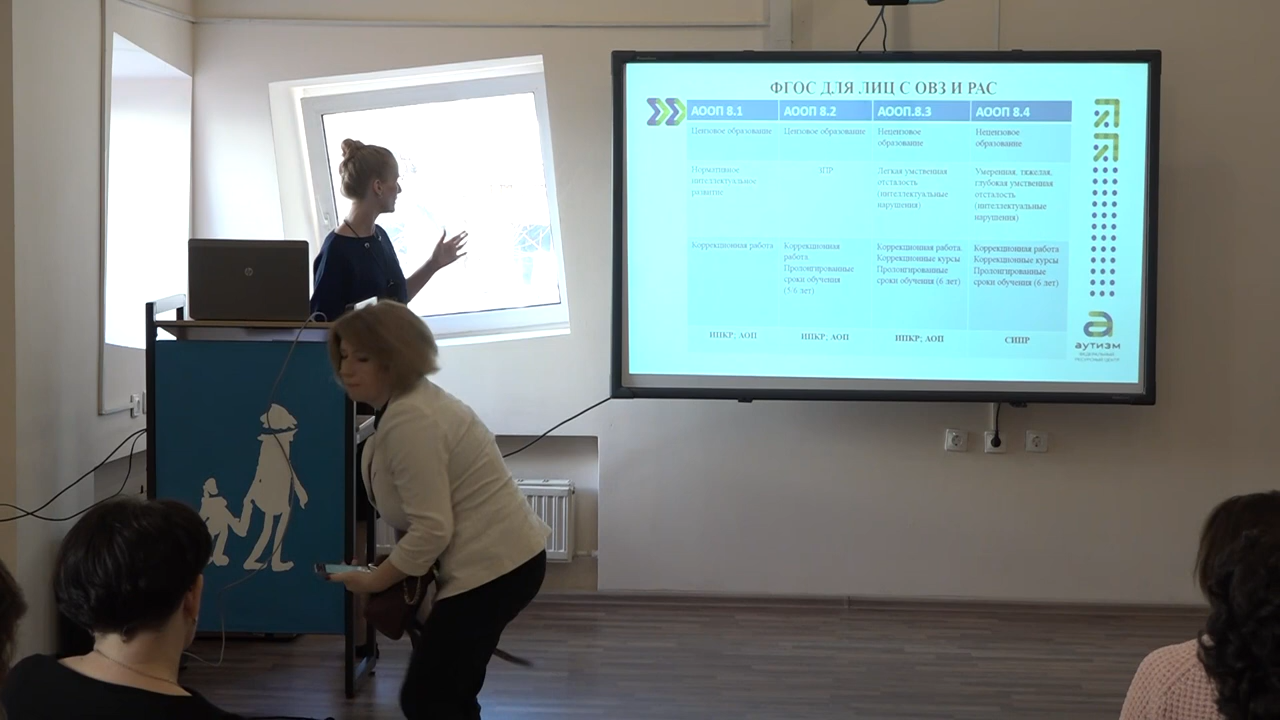 ФГОС ДЛЯ ЛИЦ С ОВЗ И РАС
АООП 8.1
АООП 8.2
АООП.8.3
АООП 8.4
Цензовое образование
Цензовое образование
Нецензовое
образование
Нецензовое
образование
Нормативное
интеллектуальное
развитие
ЗПР
Легкая умственная
отсталость
(интеллектуальные
нарушения)
Умеренная, тяжелая,
глубокая умственная
отсталость
(интеллектуальные
нарушения)
Коррекционная работа
Коррекционная
работа.
Пролонгированные
сроки обучения
(5-6 лет)
Коррекционная работа.
Коррекционные курсы
Пролонгированные
сроки обучения (6 лет)
Коррекционная работа
Коррекционные курсы
Пролонгированные
сроки обучения (6 лет)
ИПКР; АОП
ИПКР; АОП
ИПКР; АОП
СИПР
аутизм
ФЕДЕРАЛЬНЫЙ
РЕСУРСНЫЙ ЦЕНТР
hp